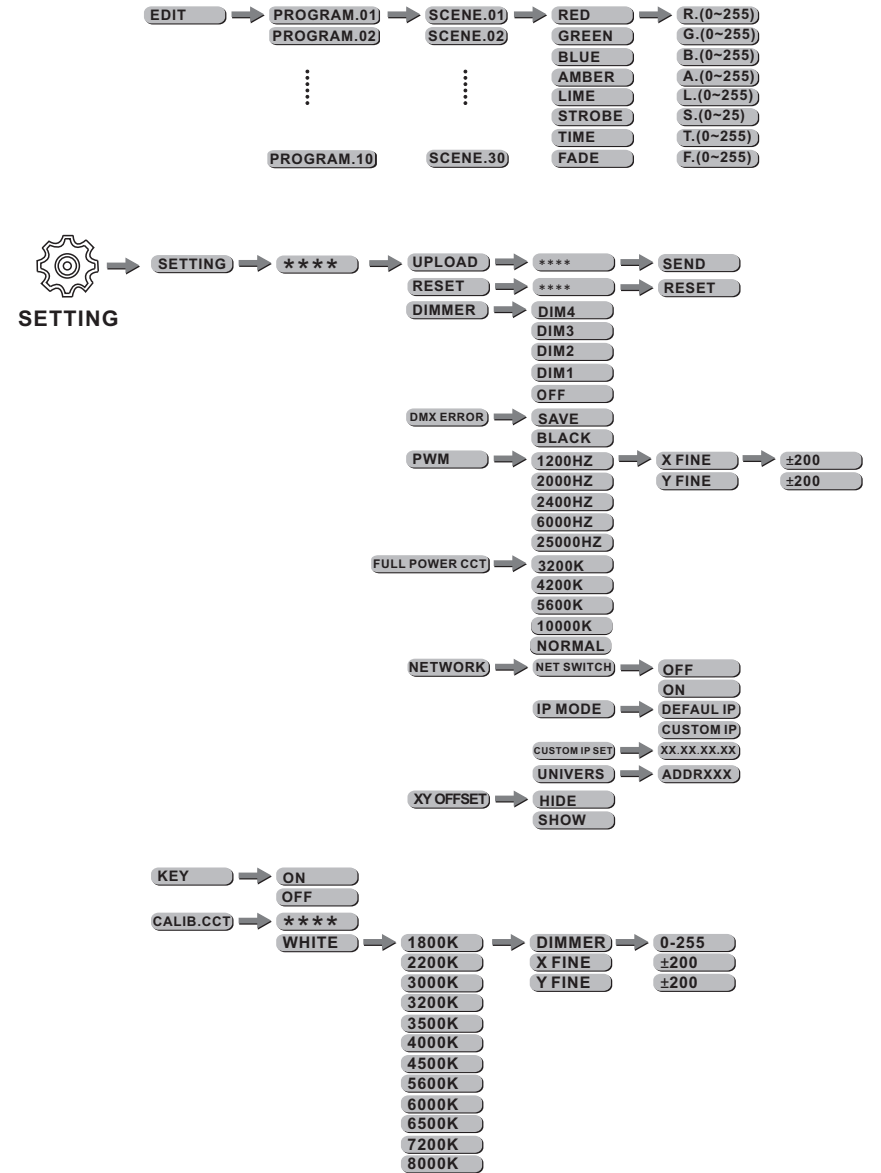 EDIT PROGRAM.01 SCENE.01 RED R.(0~255)
PROGRAM.02 SCENE.02 GREEN G.(0~255)
BLUE B.(0~255)
AMBER A.(0~255)
LIME L.(0~255)
STROBE S.(0~25)
TIME T.(0~255)
PROGRAM.10 SCENE.30 FADE F.(0~255)
SETTING
SETTING **** UPLOAD **** SEND
RESET **** RESET
DIMMER DIM4
DIM3
DIM2
DIM1
OFF
DMX ERROR SAVE
BLACK
PWM 1200HZ X FINE ±200
2000HZ Y FINE ±200
2400HZ
6000HZ
25000HZ
FULL POWER CCT 3200K
4200K
5600K
10000K
NORMAL
NETWORK NET SWITCH OFF
ON
IP MODE DEFAUL IP
CUSTOM IP
CUSTOM IP SET XX.XX.XX.XX
UNIVERS ADDRXXX
XY OFFSET HIDE
SHOW
KEY ON
OFF
CALIB.CCT ****
WHITE 1800K DIMMER 0-255
2200K X FINE ±200
3000K Y FINE ±200
3200K
3500K
4000K
4500K
5600K
6000K
6500K
7200K
8000K